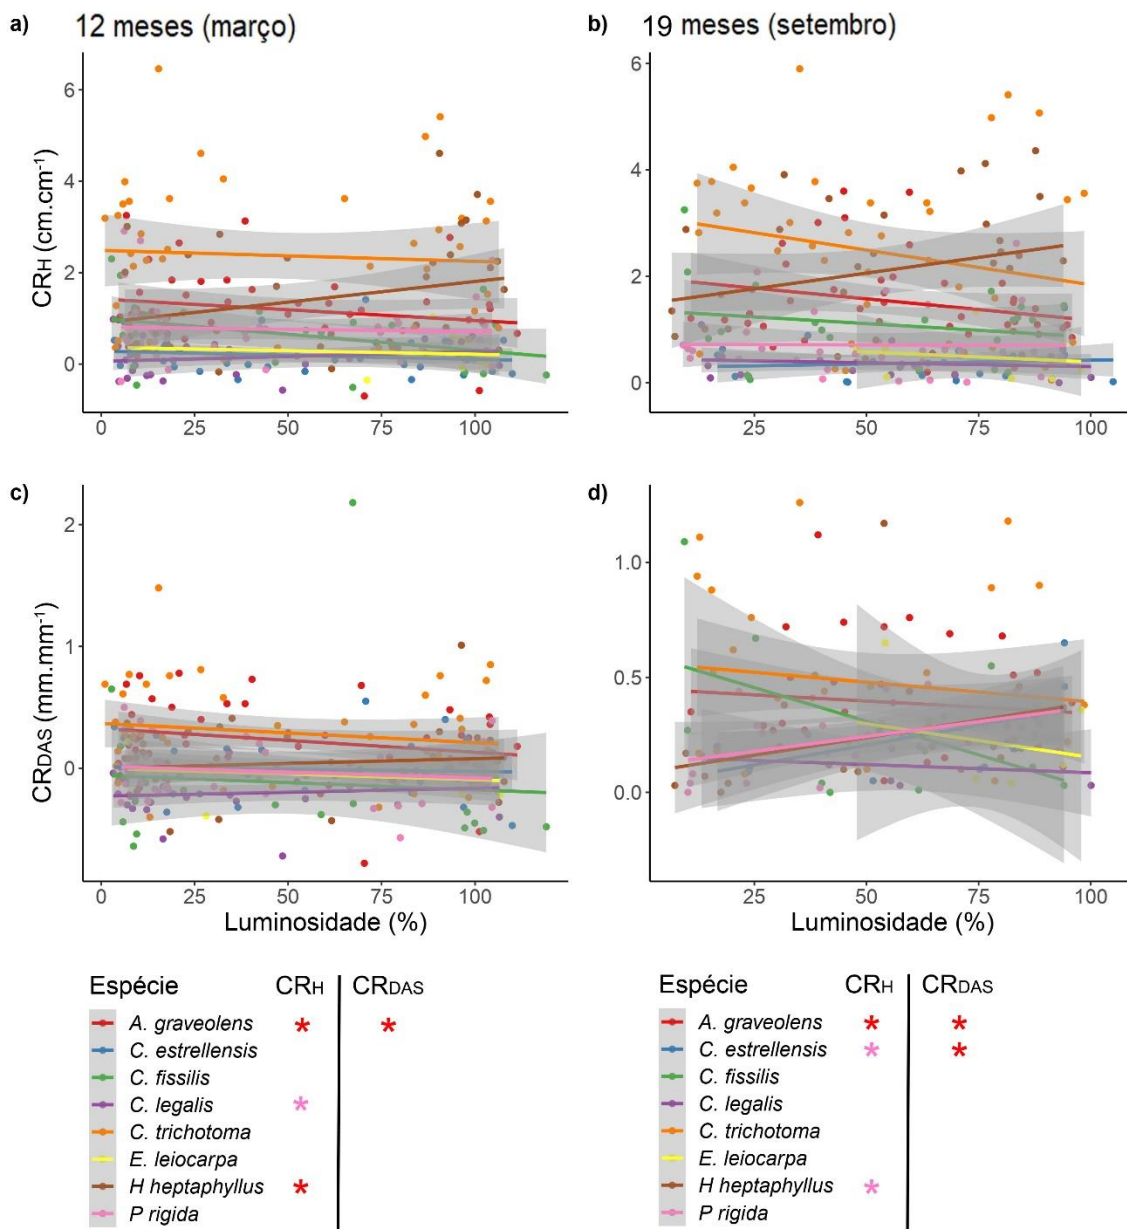 a) 12 meses (março)
b) 19 meses (setembro)
CRH (cm.cm⁻¹)
6
4
2
0
0 25 50 75 100
6
4
2
0
25 50 75 100
c)
d)
CRDAS (mm.mm⁻¹)
2
1
0
0 25 50 75 100
Luminosidade (%)
1.0
0.5
0.0
25 50 75 100
Luminosidade (%)
Espécie CRH CRDAS
A. graveolens * *
C. estrellensis
C. fissilis
C. legalis *
C. trichotoma
E. leiocarpa
H heptaphyllus *
P rigida
Espécie CRH CRDAS
A. graveolens * *
C. estrellensis * *
C. fissilis
C. legalis
C. trichotoma
E. leiocarpa
H heptaphyllus *
P rigida